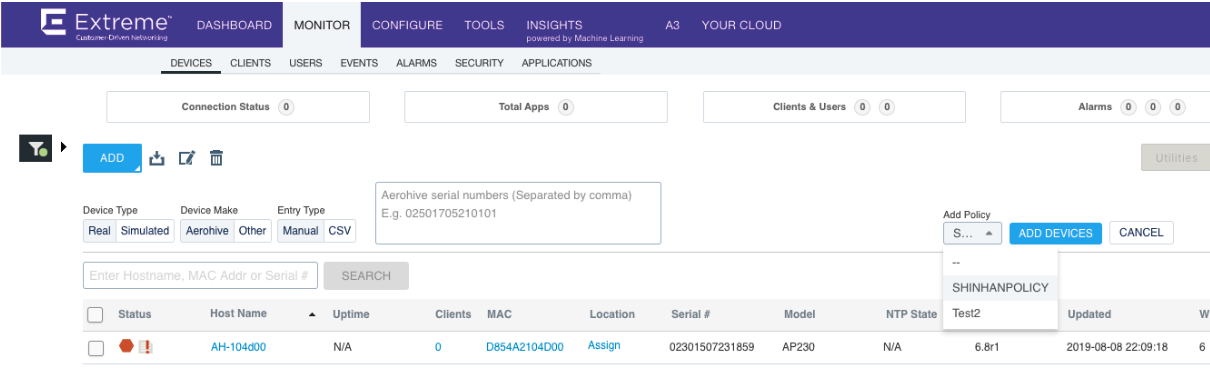 Extreme™ DASHBOARD MONITOR CONFIGURE TOOLS INSIGHTS A3 YOUR CLOUD
Customer-Driven Networking powered by Machine Learning
DEVICES CLIENTS USERS EVENTS ALARMS SECURITY APPLICATIONS
Connection Status 0 Total Apps 0 Clients & Users 0 0 Alarms 0 0 0
ADD Utilities
Aerohive serial numbers (Separated by comma)
Device Type Device Make Entry Type E.g. 02501705210101 Add Policy
Real Simulated Aerohive Other Manual CSV S... ADD DEVICES CANCEL
--
Enter Hostname, MAC Addr or Serial # SEARCH SHINHANPOLICY
Status Host Name Uptime Clients MAC Location Serial # Model NTP State Test2 Updated W
AH-104d00 N/A 0 D854A2104D00 Assign 02301507231859 AP230 N/A 6.8r1 2019-08-08 22:09:18 6